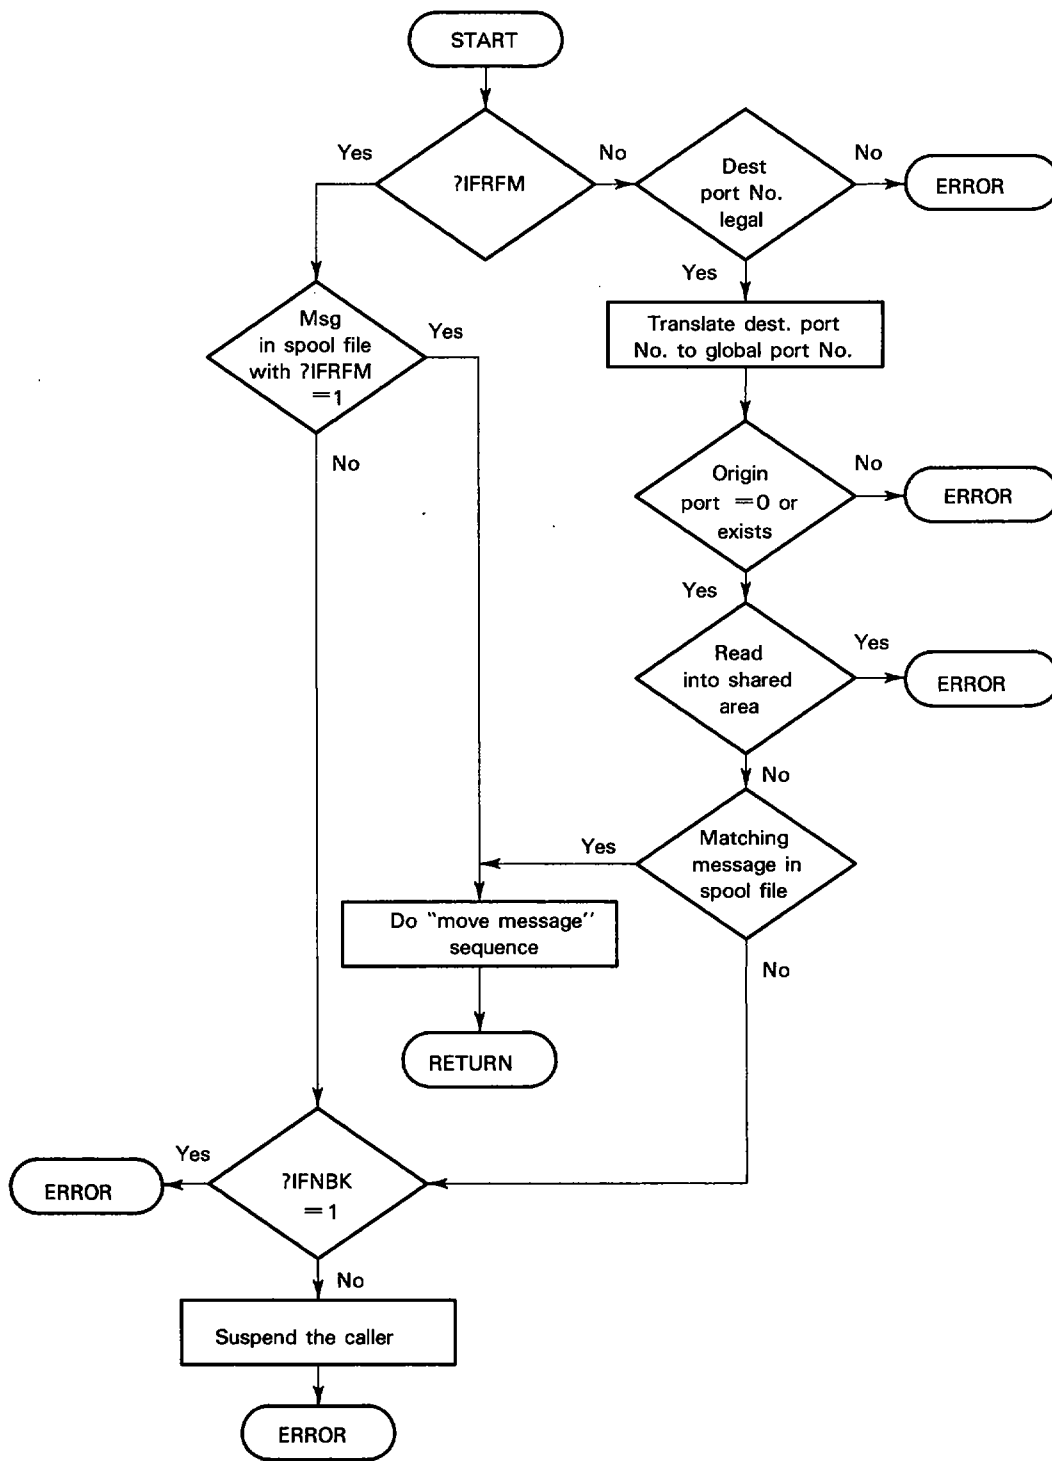 START
Yes
?IFRFM
No
Dest
port No.
legal
No
ERROR
Yes
Translate dest. port
No. to global port No.
Msg
in spool file
with ?IFRFM
=1
Yes
No
Origin
port =0 or
exists
No
ERROR
Yes
Read
into shared
area
Yes
ERROR
No
Matching
message in
spool file
Yes
No
Do "move message"
sequence
RETURN
Yes
ERROR
?IFNBK
=1
No
Suspend the caller
ERROR